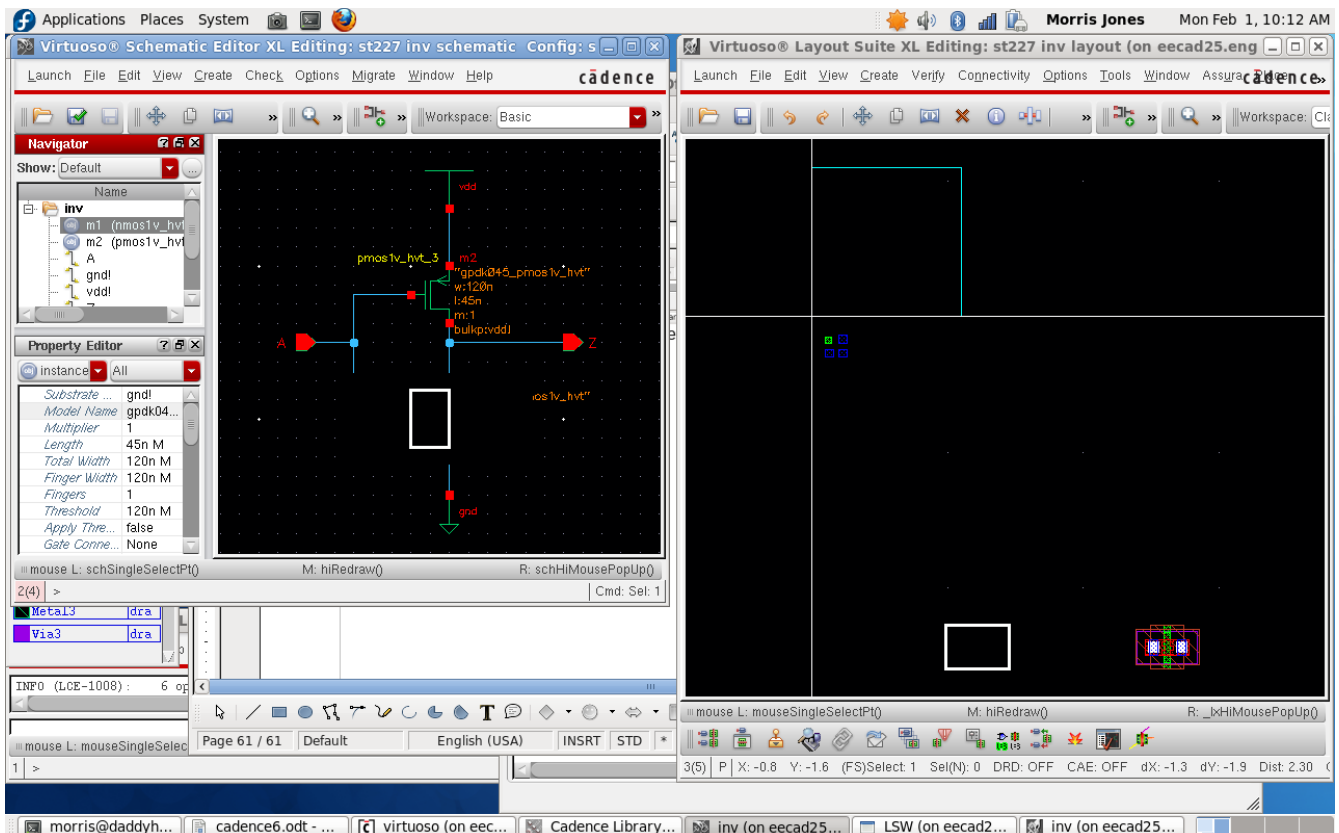 Applications Places System Morris Jones Mon Feb 1, 10:12 AM
Virtuoso® Schematic Editor XL Editing: st227 inv schematic Config: s
Launch File Edit View Create Check Options Migrate Window Help cādence
» » » Workspace: Basic »
Navigator
Show: Default ...
Name
inv
m1 (nmos1v_hvt
m2 (pmos1v_hvt
A
gnd!
vdd!
Property Editor
instance All
Substrate ... gnd!
Model Name gpdk04...
Multiplier 1
Length 45n M
Total Width 120n M
Finger Width 120n M
Fingers 1
Threshold 120n M
Apply Thre... false
Gate Conne... None
vdd
pmos1v_hvt_3 m2
"gpdk045_pmos1v_hvt"
w:120n
l:45n
m:1
bulkp:vdd!
A Z
os1v_hvt"
gnd
mouse L: schSingleSelectPt() M: hiRedraw() R: schHiMousePopUp()
2(4) > Cmd: Sel: 1
Metal3 dra
Via3 dra
INFO (LCE-1008): 6 op
mouse L: mouseSingleSelec
1 >
Page 61 / 61 Default English (USA) INSRT STD *
Virtuoso® Layout Suite XL Editing: st227 inv layout (on eecad25.eng
Launch File Edit View Create Verify Connectivity Options Tools Window Assura cādence »
» » » Workspace: Cla
mouse L: mouseSingleSelectPt() M: hiRedraw() R: _lxHiMousePopUp()
3(5) P X: -0.8 Y: -1.6 (FS)Select: 1 Sel(N): 0 DRD: OFF CAE: OFF dX: -1.3 dY: -1.9 Dist: 2.30
morris@daddyh... cadence6.odt - ... virtuoso (on eec... Cadence Library... inv (on eecad25... LSW (on eecad2... inv (on eecad25...